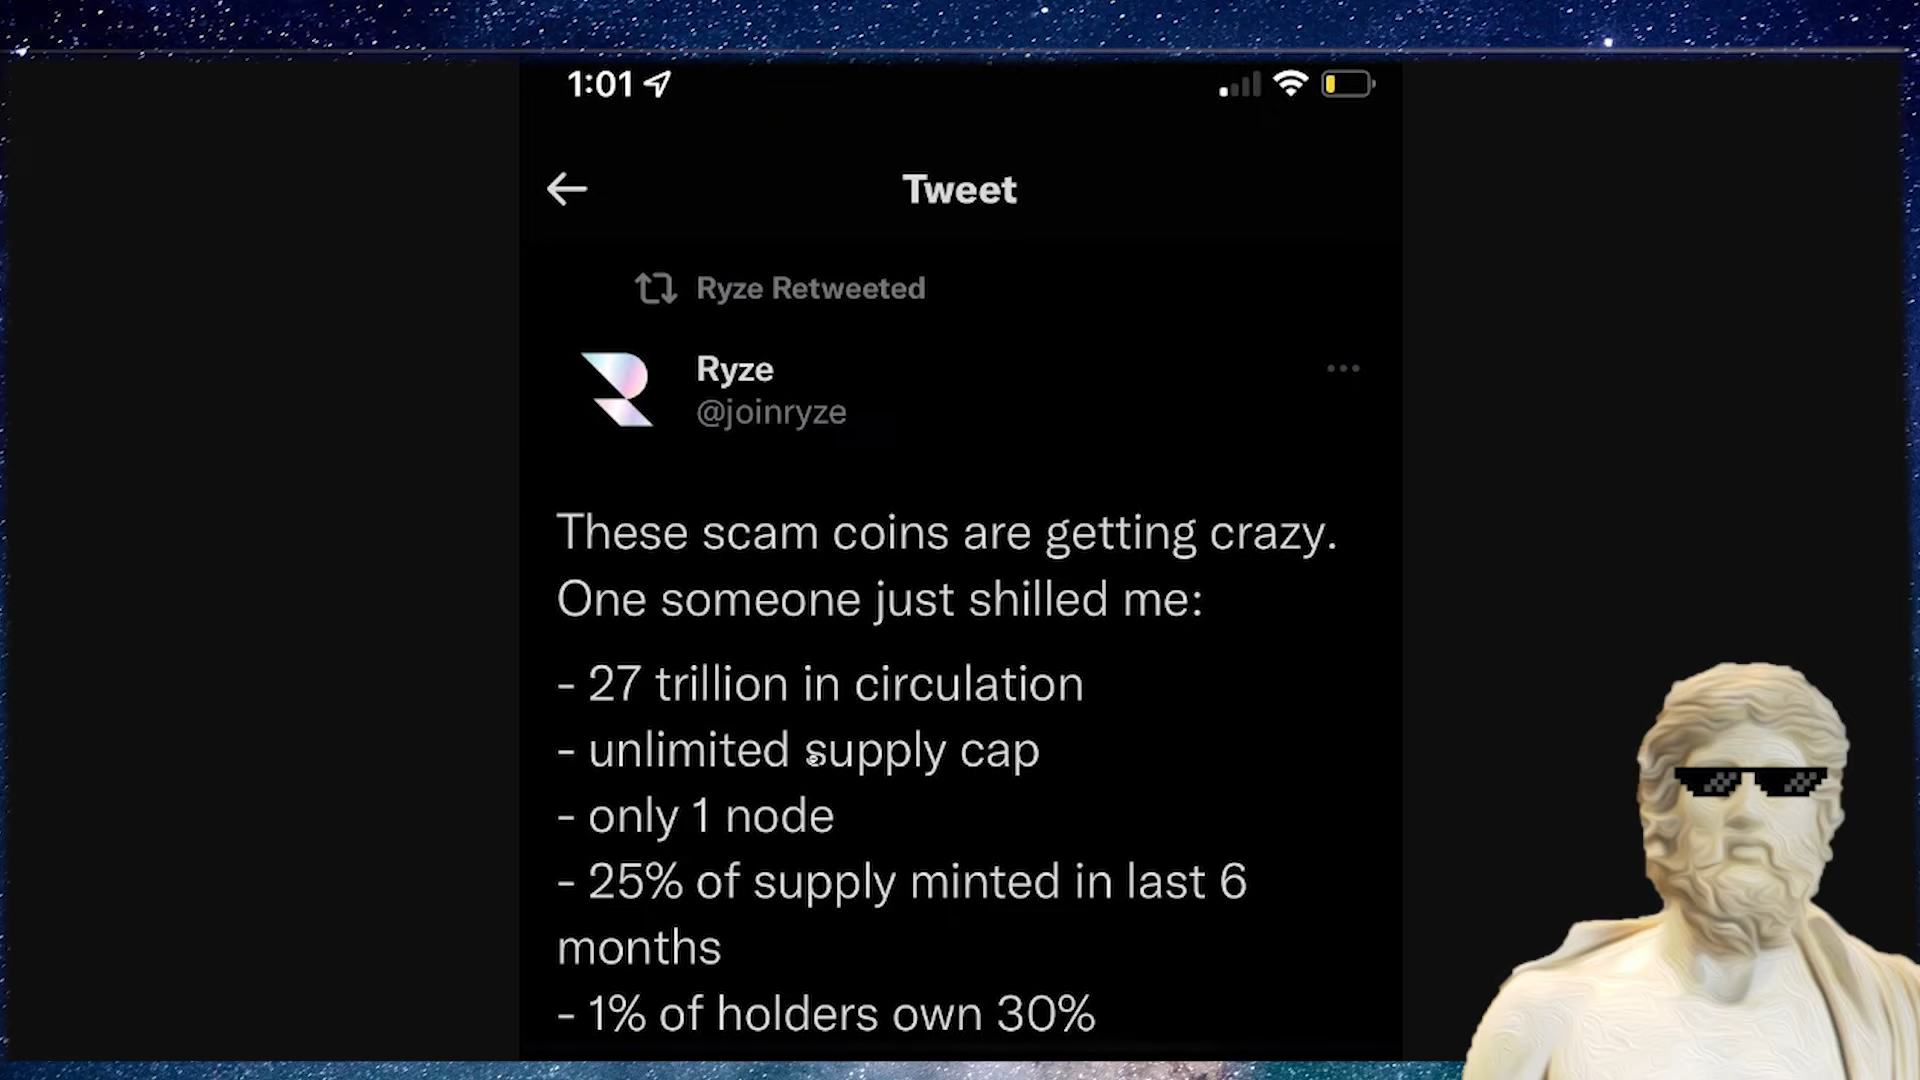 1:01
Tweet
Ryze Retweeted
Ryze
@joinryze
These scam coins are getting crazy.
One someone just shilled me:
- 27 trillion in circulation
- unlimited supply cap
- only 1 node
- 25% of supply minted in last 6
months
- 1% of holders own 30%